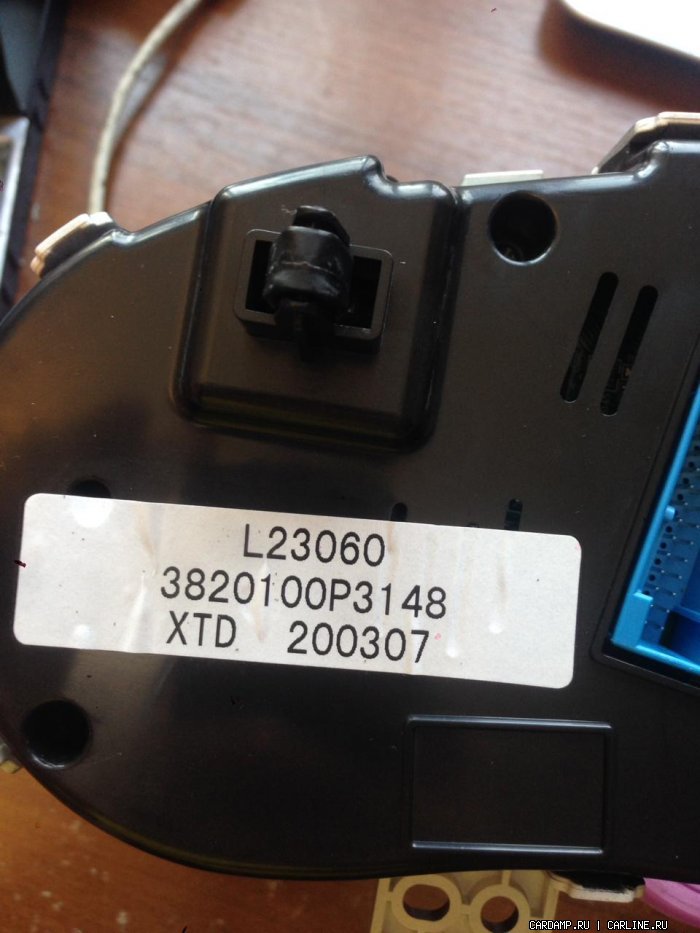 L23060
3820100P3148
XTD 200307
CARDAMP.RU | CARLINE.RU